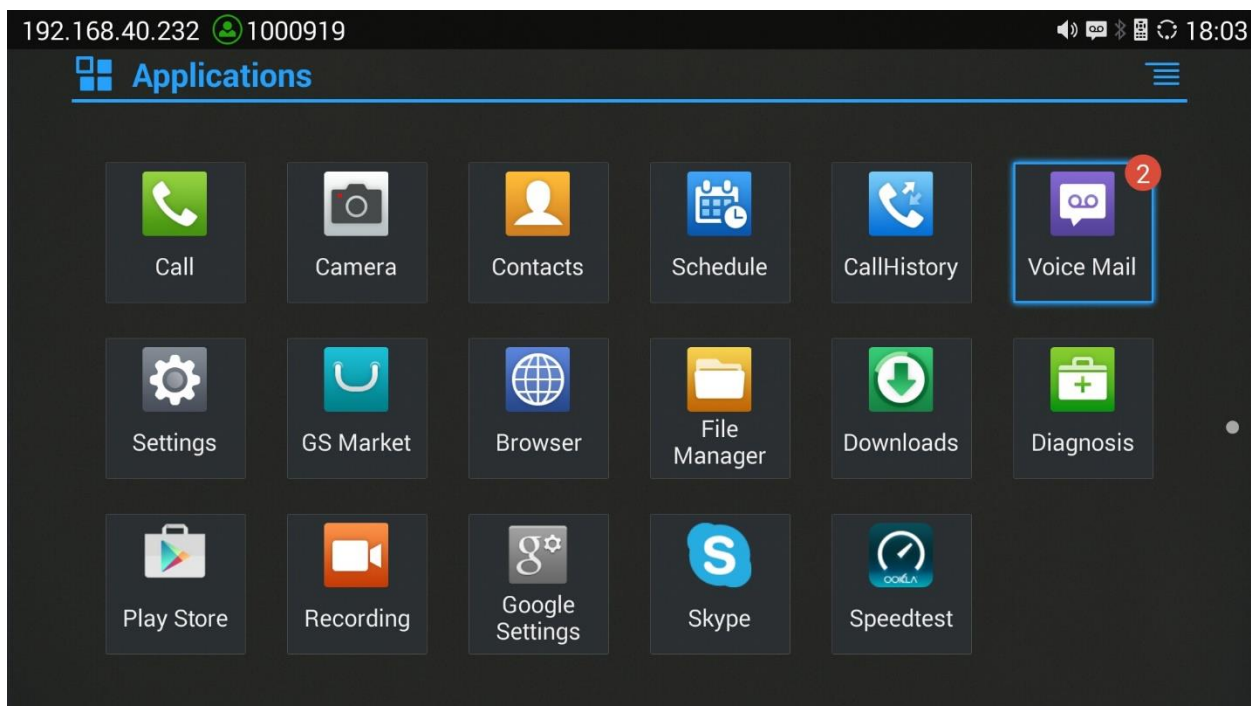 192.168.40.232 1000919 18:03
Applications
2
Call Camera Contacts Schedule CallHistory Voice Mail
Settings GS Market Browser File Manager Downloads Diagnosis
Play Store Recording g Google Settings S Skype OOKLA Speedtest